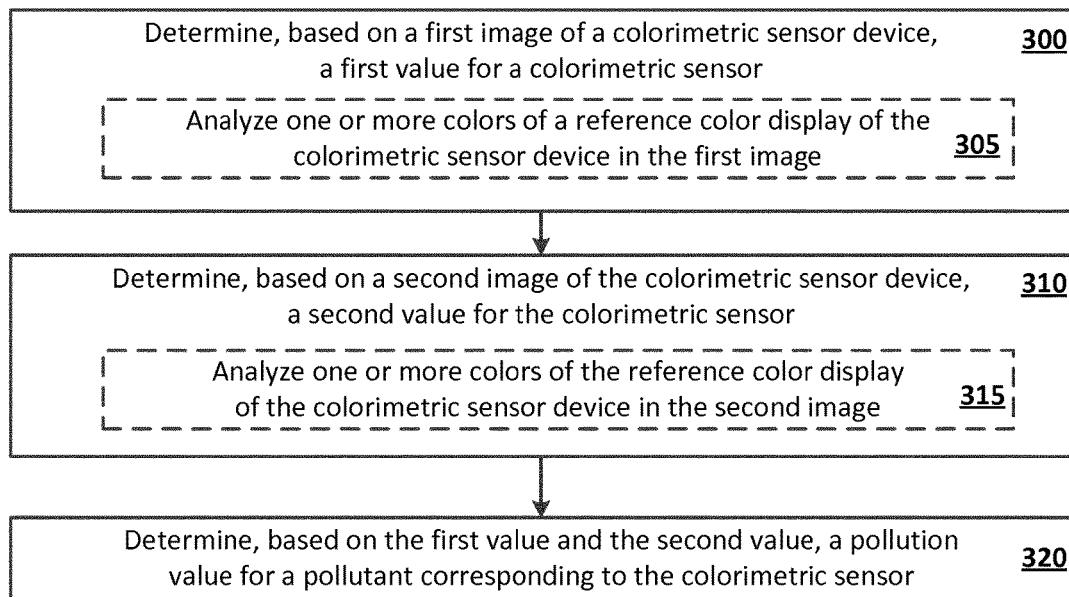 Determine, based on a first image of a colorimetric sensor device, 300
a first value for a colorimetric sensor
Analyze one or more colors of a reference color display of the
colorimetric sensor device in the first image 305
Determine, based on a second image of the colorimetric sensor device, 310
a second value for the colorimetric sensor
Analyze one or more colors of the reference color display
of the colorimetric sensor device in the second image 315
Determine, based on the first value and the second value, a pollution
value for a pollutant corresponding to the colorimetric sensor 320